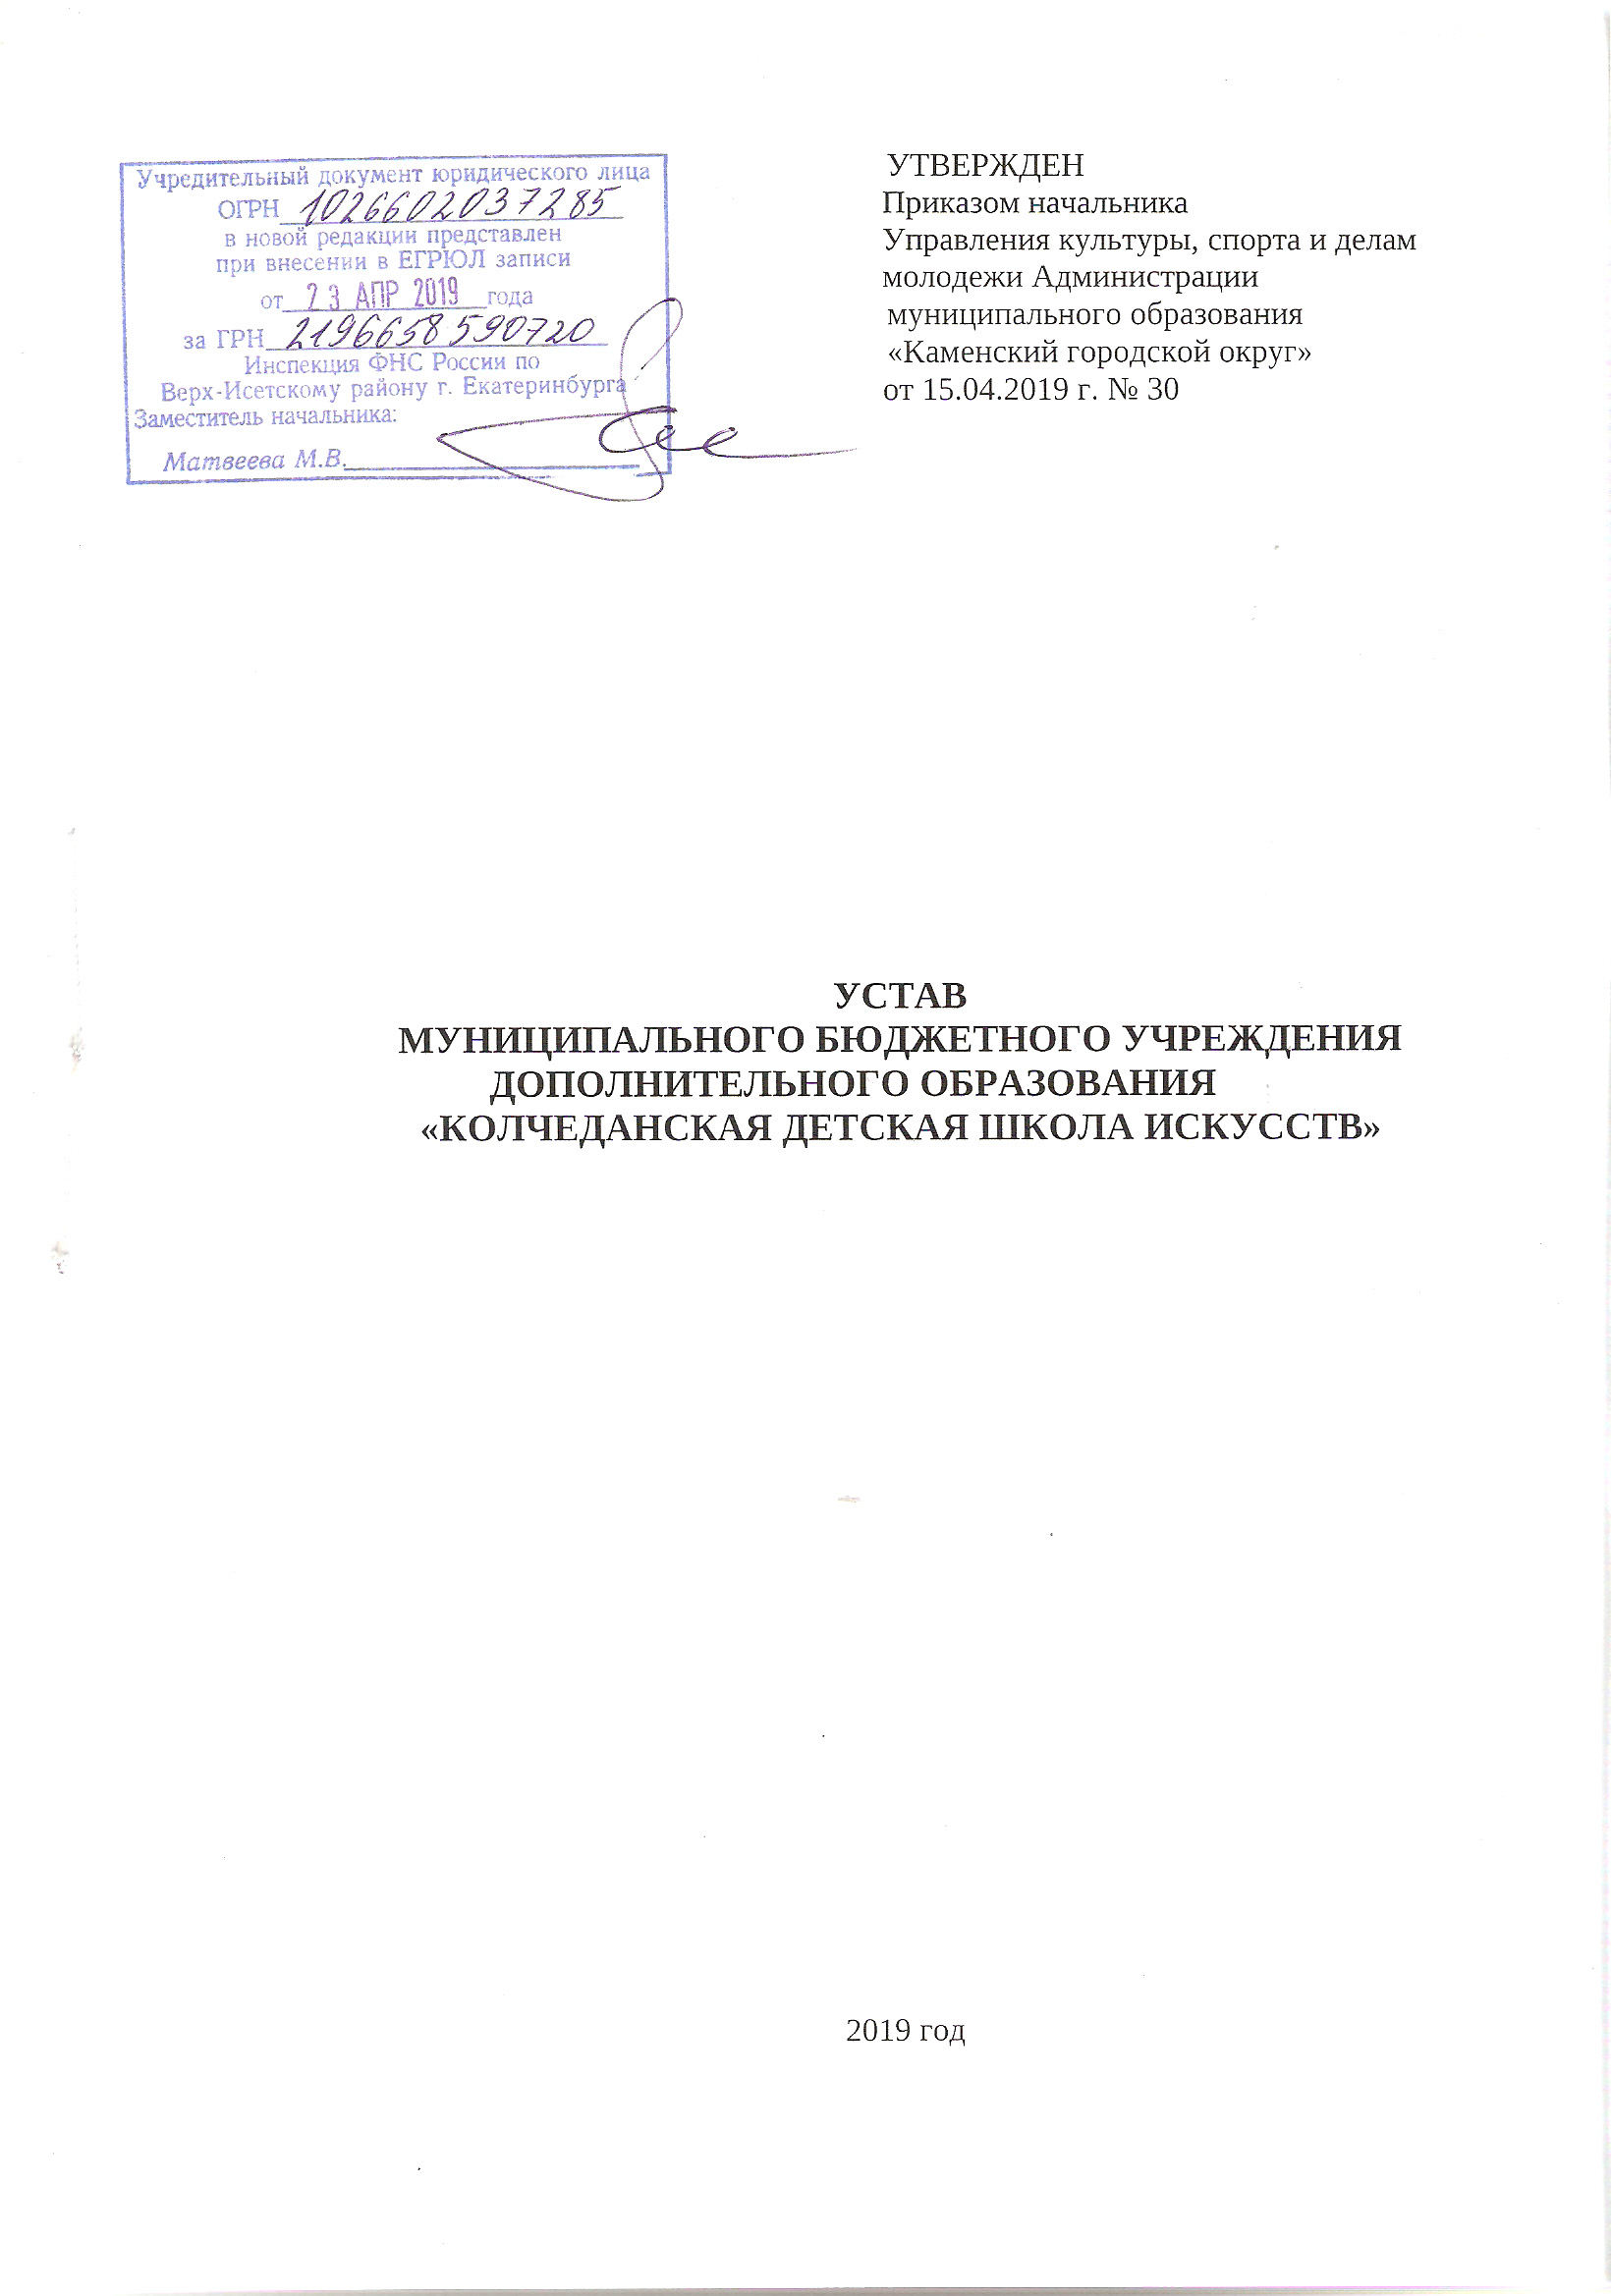 Учредительный документ юридического лица
ОГРН 1026602037285
в новой редакции представлен
при внесении в ЕГРЮЛ записи
от 23 АПР 2019 года
за ГРН 2196658590720
Инспекция ФНС России по
Верх-Исетскому району г. Екатеринбурга
Заместитель начальника:
Матвеева М.В.
УТВЕРЖДЕН
Приказом начальника
Управления культуры, спорта и делам
молодежи Администрации
муниципального образования
«Каменский городской округ»
от 15.04.2019 г. № 30
УСТАВ
МУНИЦИПАЛЬНОГО БЮДЖЕТНОГО УЧРЕЖДЕНИЯ
ДОПОЛНИТЕЛЬНОГО ОБРАЗОВАНИЯ
«КОЛЧЕДАНСКАЯ ДЕТСКАЯ ШКОЛА ИСКУССТВ»
2019 год